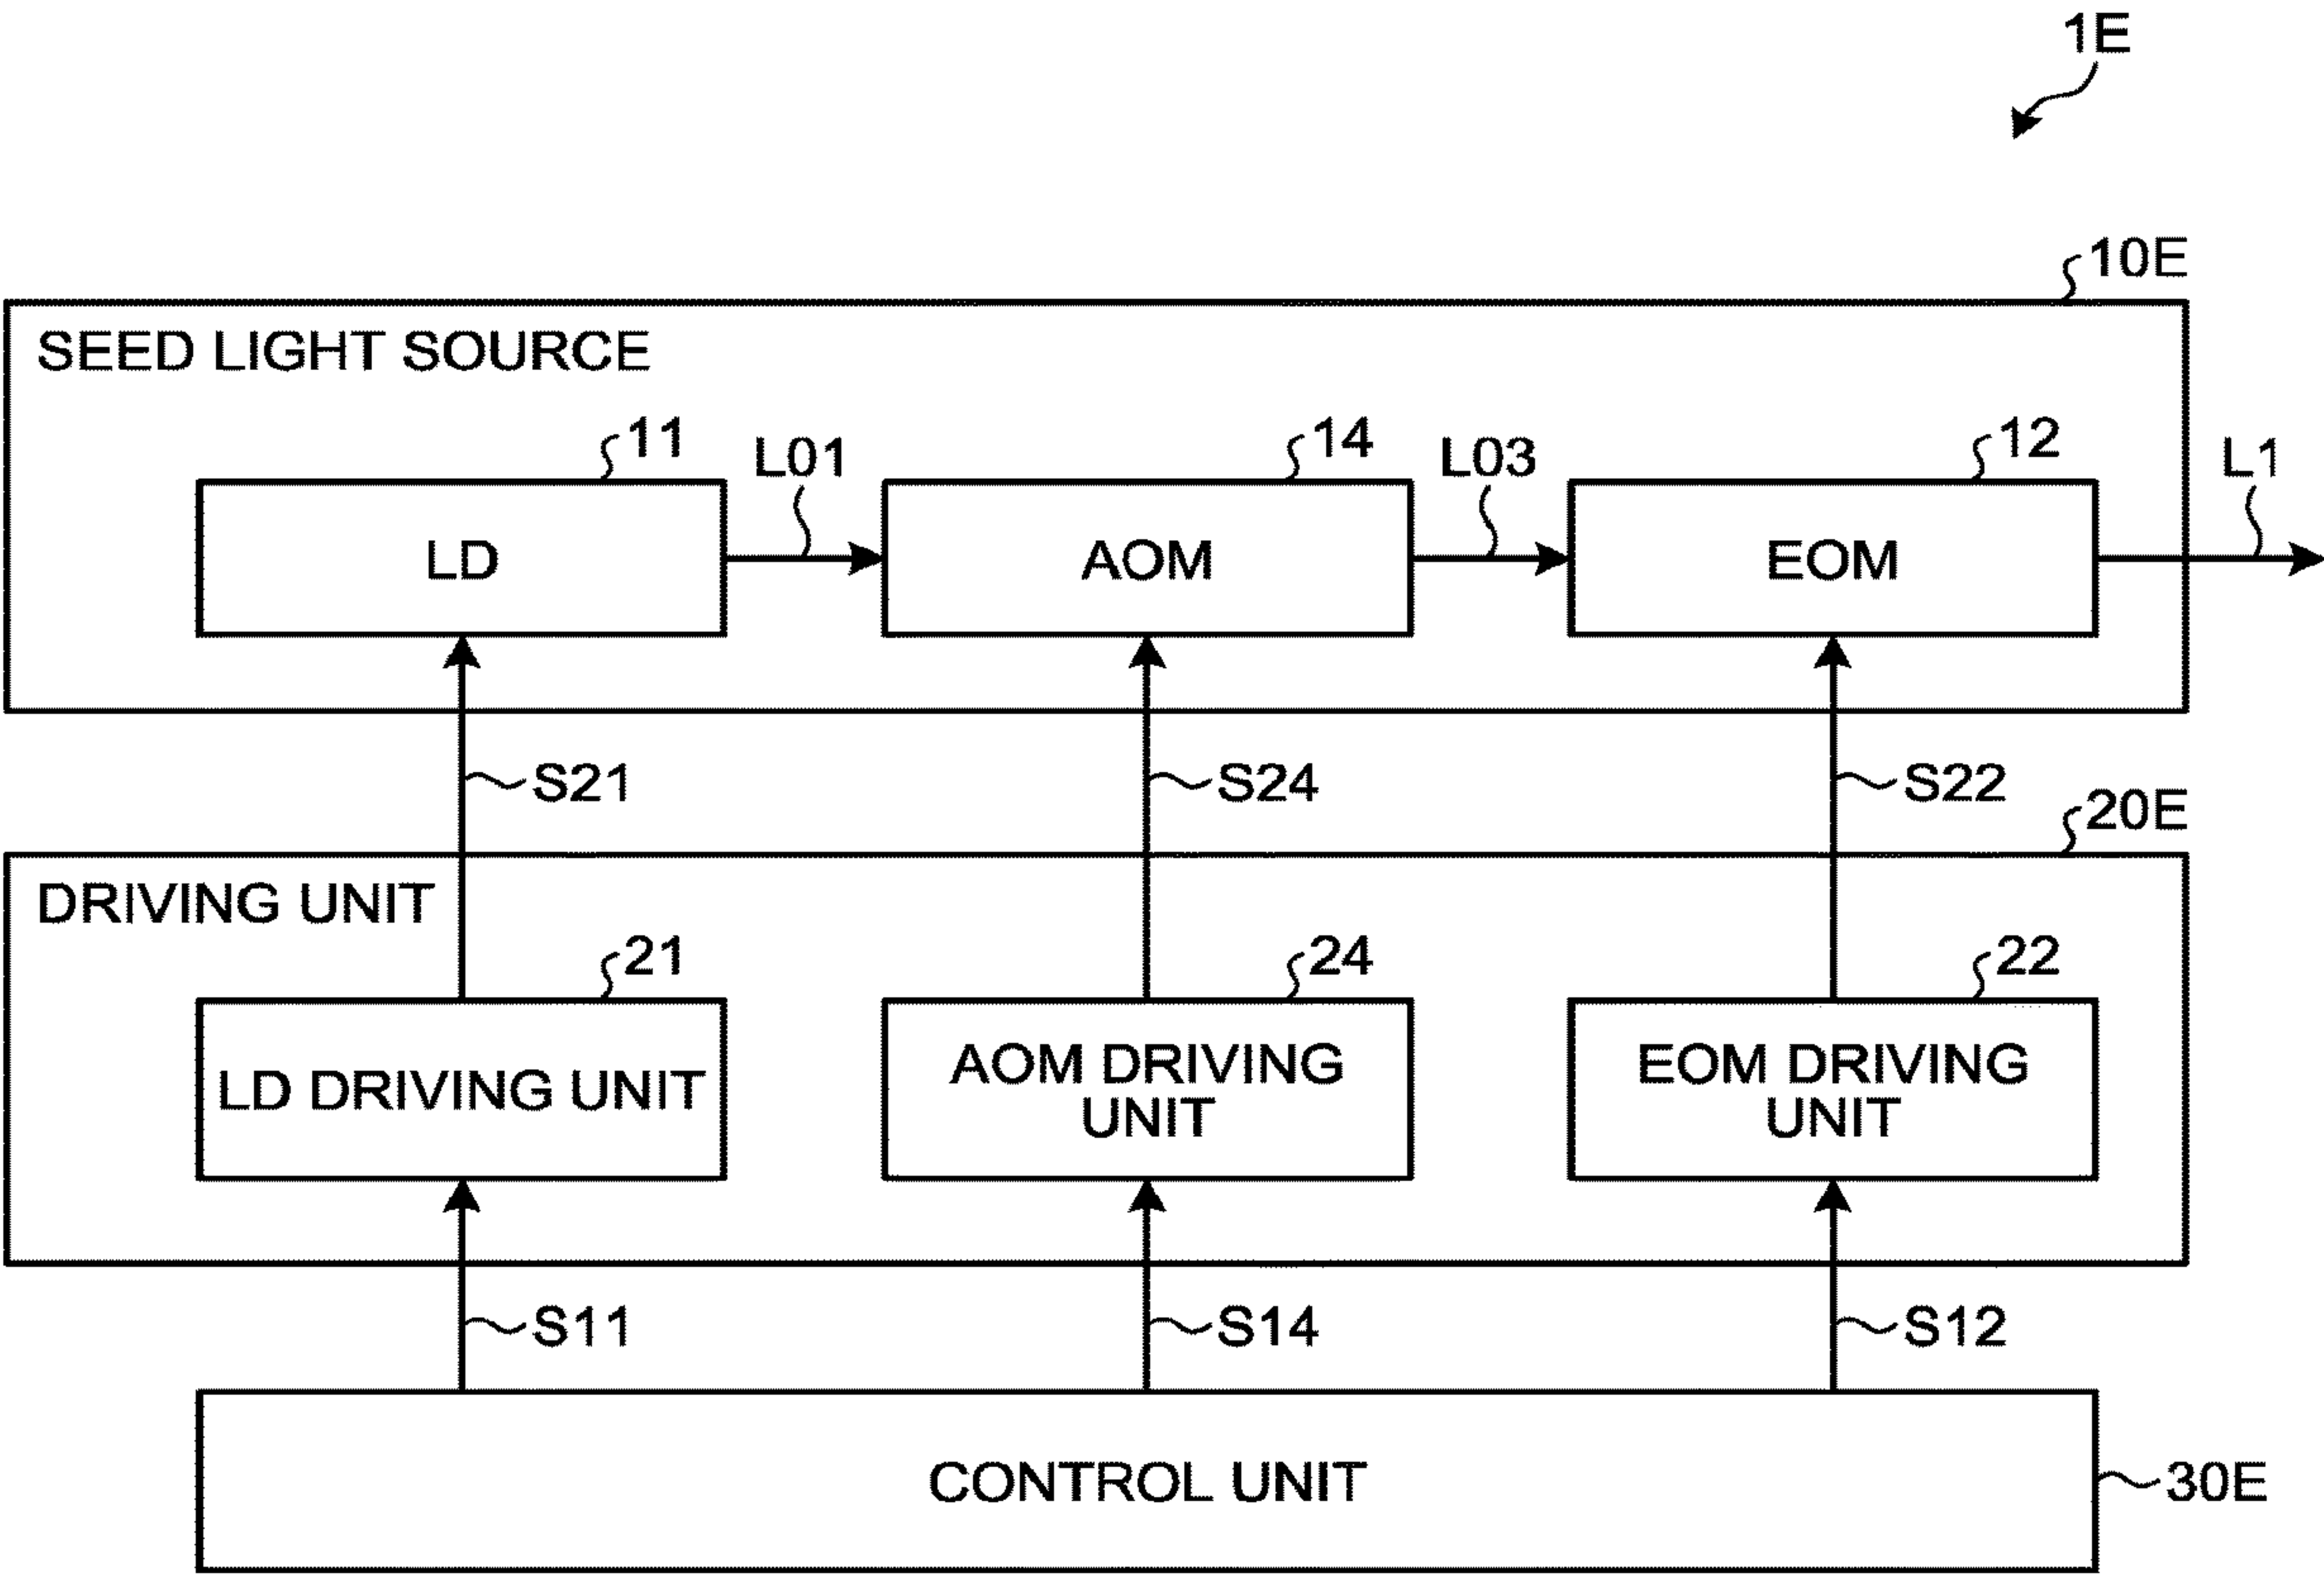 1E
10E
SEED LIGHT SOURCE
11
L01
14
L03
12
L1
LD
AOM
EOM
S21
S24
S22
20E
DRIVING UNIT
21
24
22
LD DRIVING UNIT
AOM DRIVING
UNIT
EOM DRIVING
UNIT
S11
S14
S12
CONTROL UNIT
30E